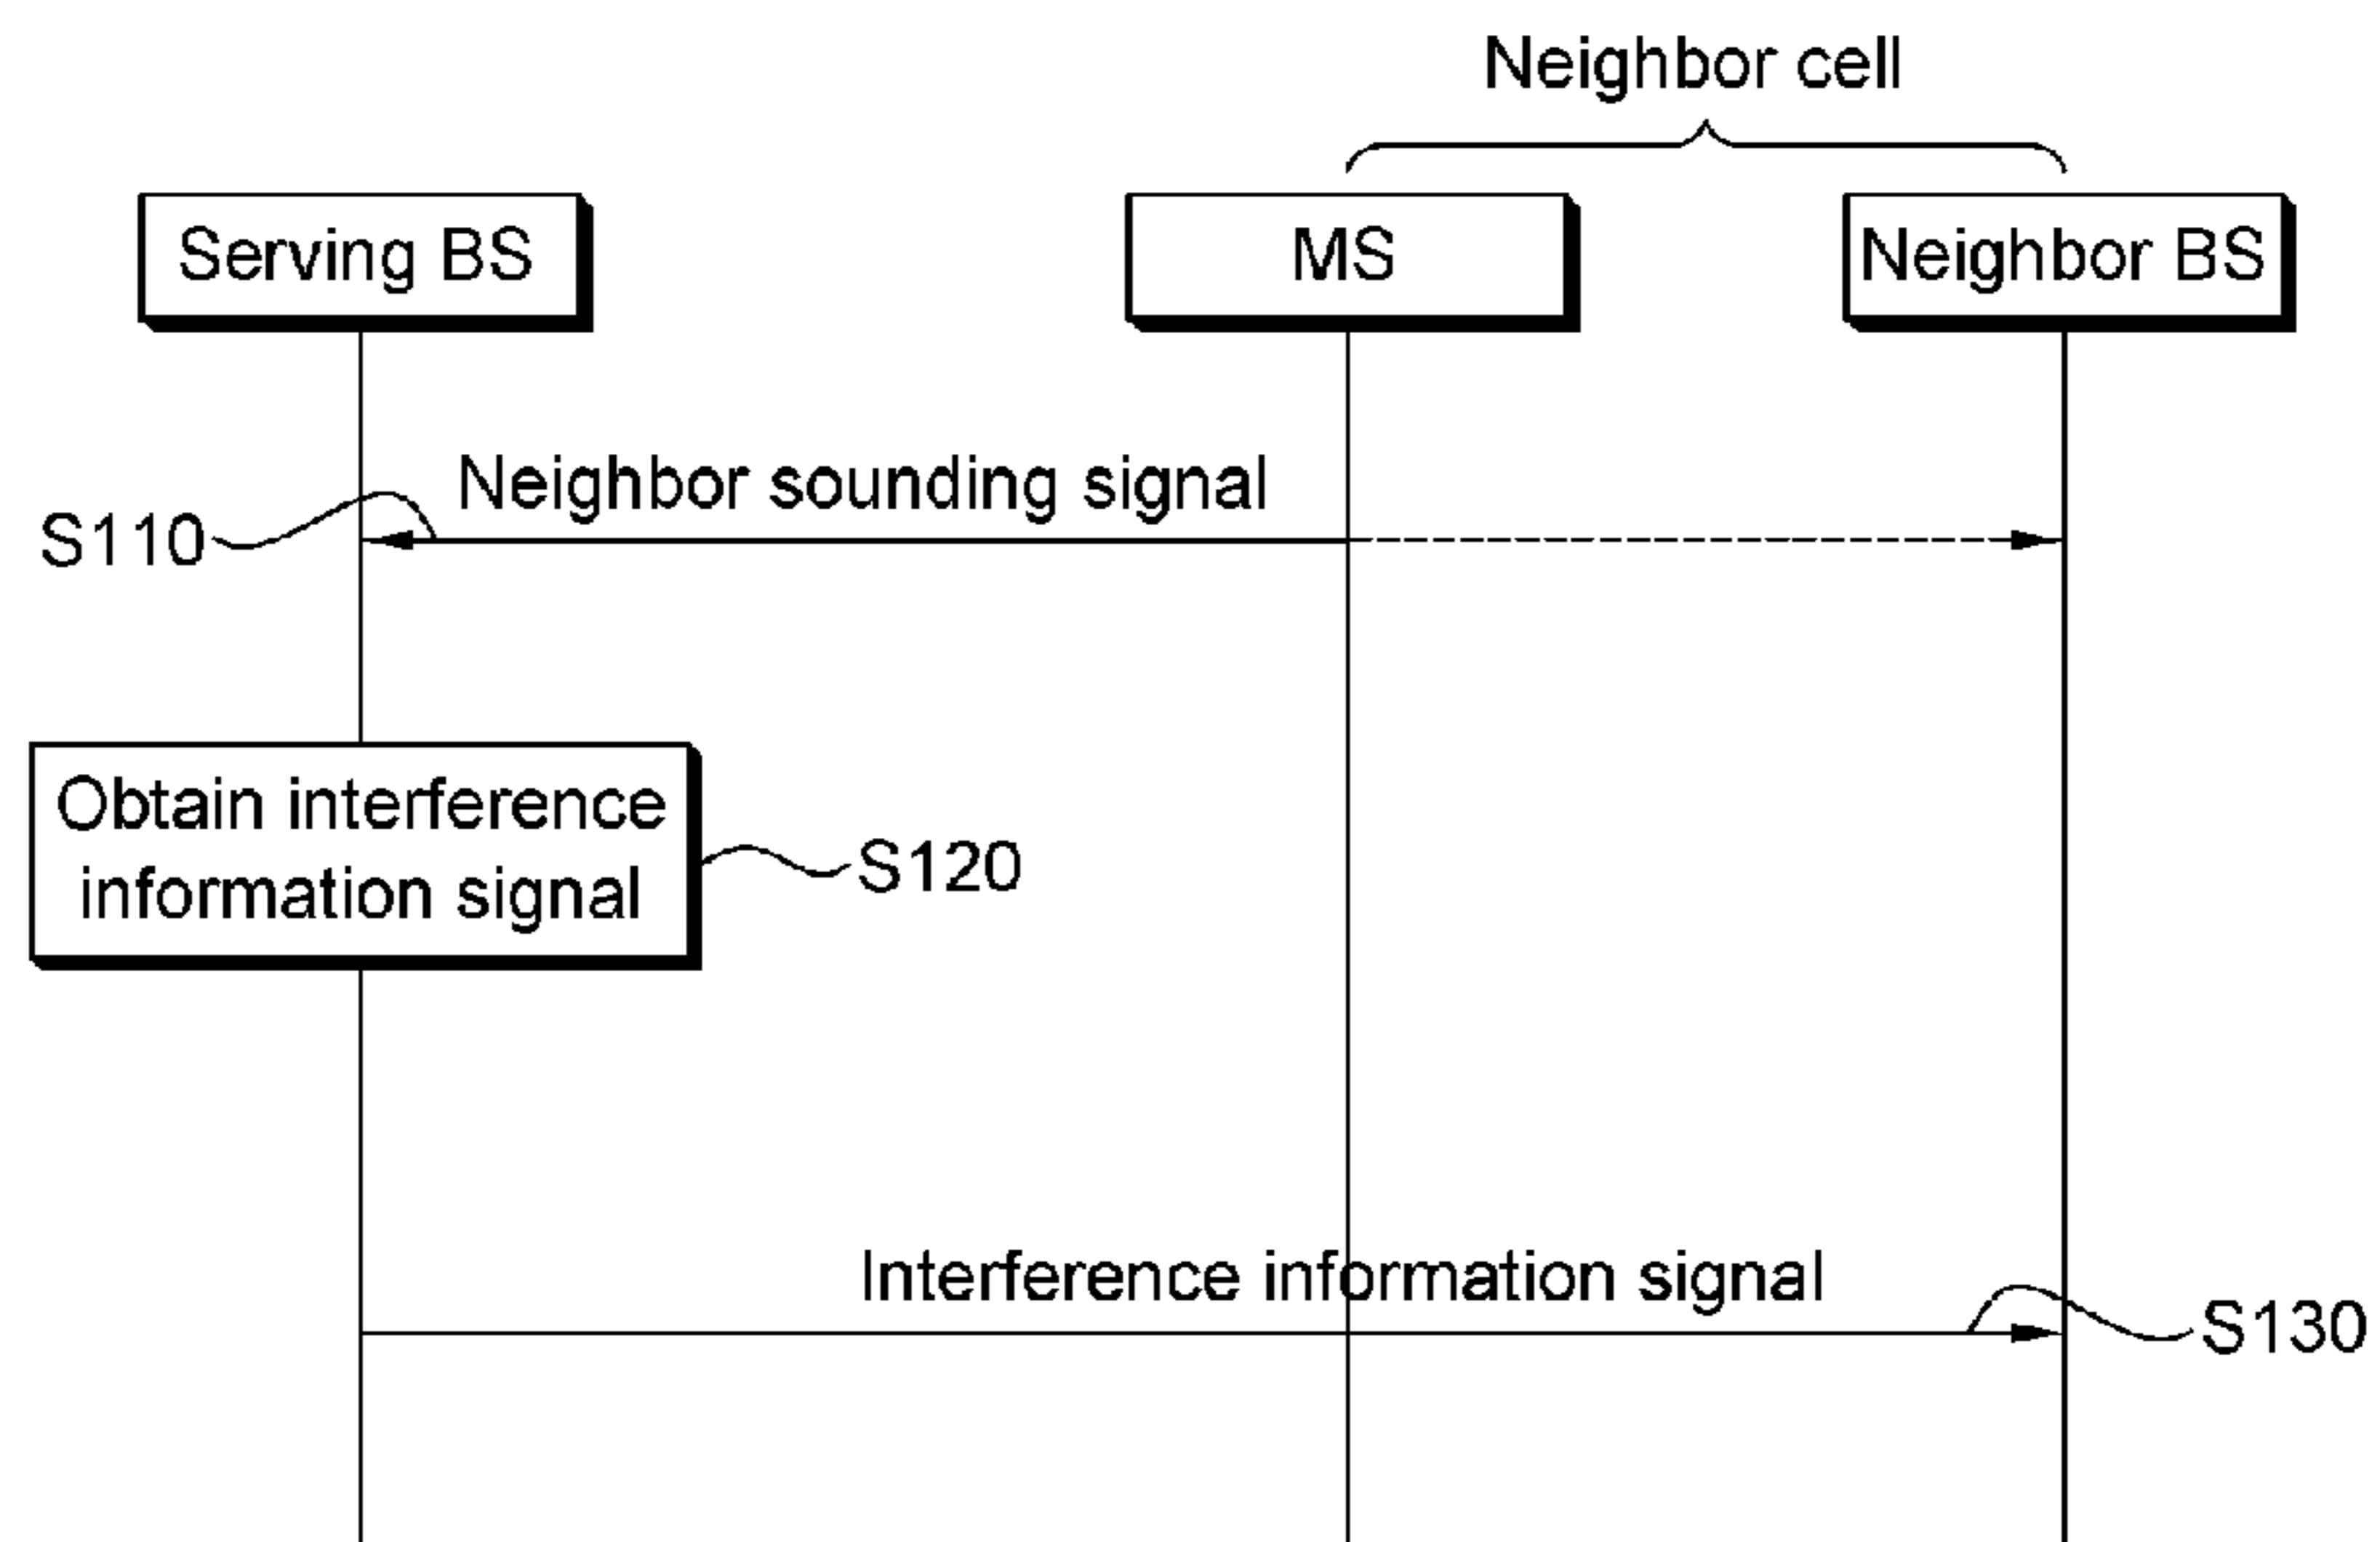 Neighbor cell
Serving BS
MS
Neighbor BS
Neighbor sounding signal
S110
Obtain interference
information signal
S120
Interference information signal
S130